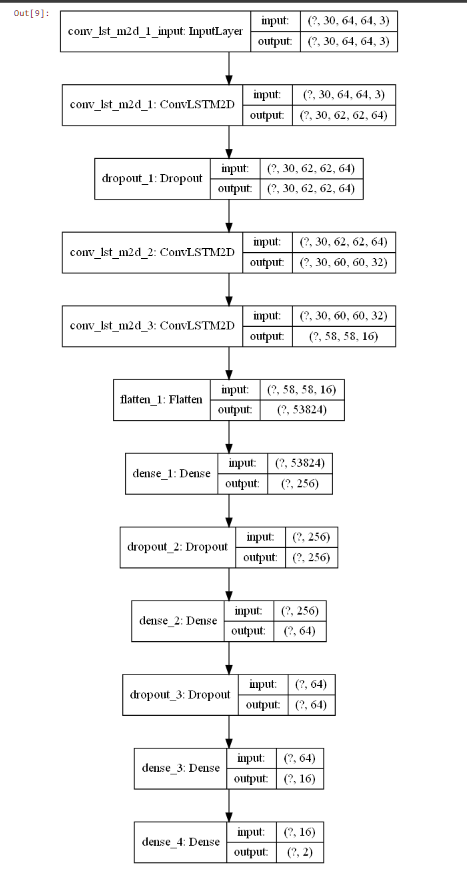 Out[9]:
conv_lst_m2d_1_input: InputLayer
input: (?, 30, 64, 64, 3)
output: (?, 30, 64, 64, 3)
conv_lst_m2d_1: ConvLSTM2D
input: (?, 30, 64, 64, 3)
output: (?, 30, 62, 62, 64)
dropout_1: Dropout
input: (?, 30, 62, 62, 64)
output: (?, 30, 62, 62, 64)
conv_lst_m2d_2: ConvLSTM2D
input: (?, 30, 62, 62, 64)
output: (?, 30, 60, 60, 32)
conv_lst_m2d_3: ConvLSTM2D
input: (?, 30, 60, 60, 32)
output: (?, 58, 58, 16)
flatten_1: Flatten
input: (?, 58, 58, 16)
output: (?, 53824)
dense_1: Dense
input: (?, 53824)
output: (?, 256)
dropout_2: Dropout
input: (?, 256)
output: (?, 256)
dense_2: Dense
input: (?, 256)
output: (?, 64)
dropout_3: Dropout
input: (?, 64)
output: (?, 64)
dense_3: Dense
input: (?, 64)
output: (?, 16)
dense_4: Dense
input: (?, 16)
output: (?, 2)